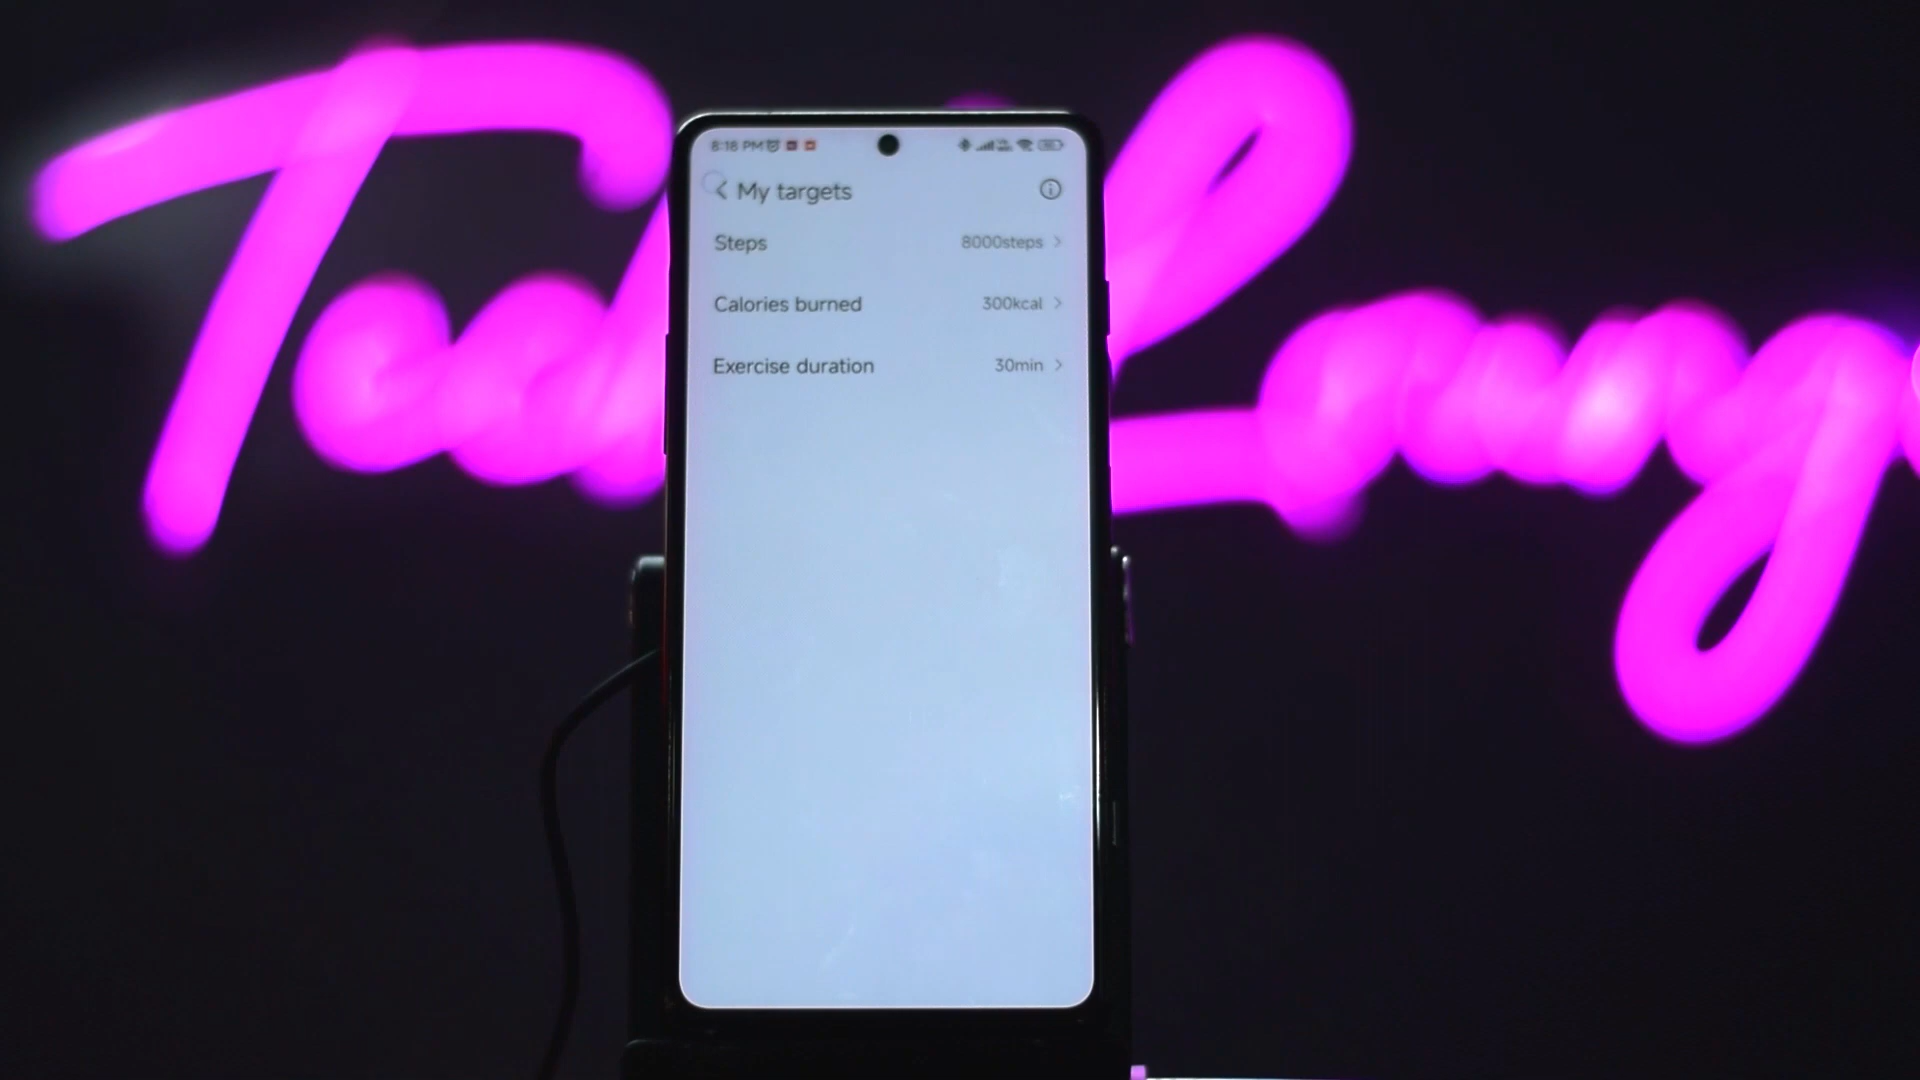 8:18 PM
My targets
Steps 8000steps
Calories burned 300kcal
Exercise duration 30min